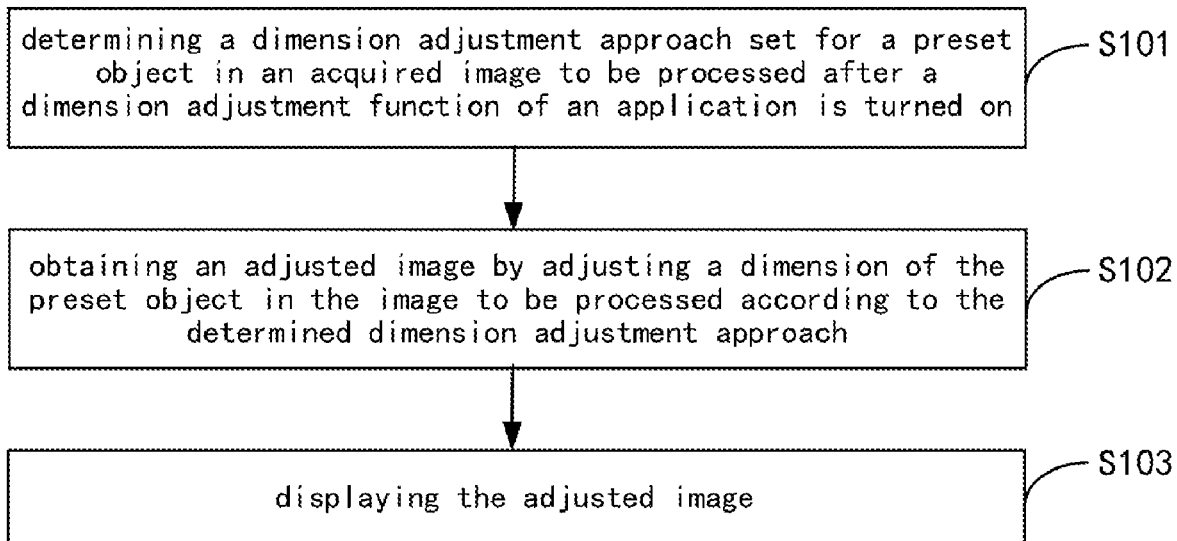 determining a dimension adjustment approach set for a preset
object in an acquired image to be processed after a
dimension adjustment function of an application is turned on
S101
obtaining an adjusted image by adjusting a dimension of the
preset object in the image to be processed according to the
determined dimension adjustment approach
S102
displaying the adjusted image
S103